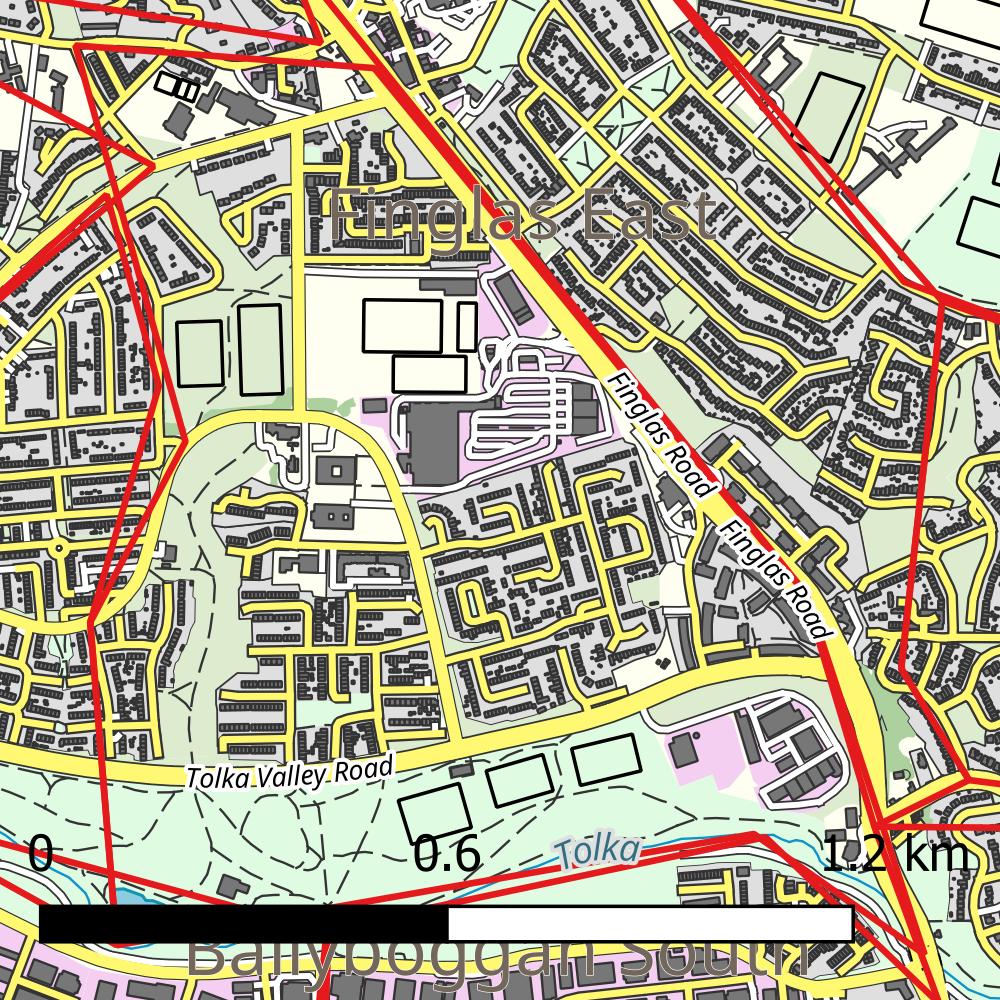 Finglas East
Finglas Road
Finglas Road
Tolka Valley Road
Tolka
0 0.6 1.2 km
Ballyboggan South